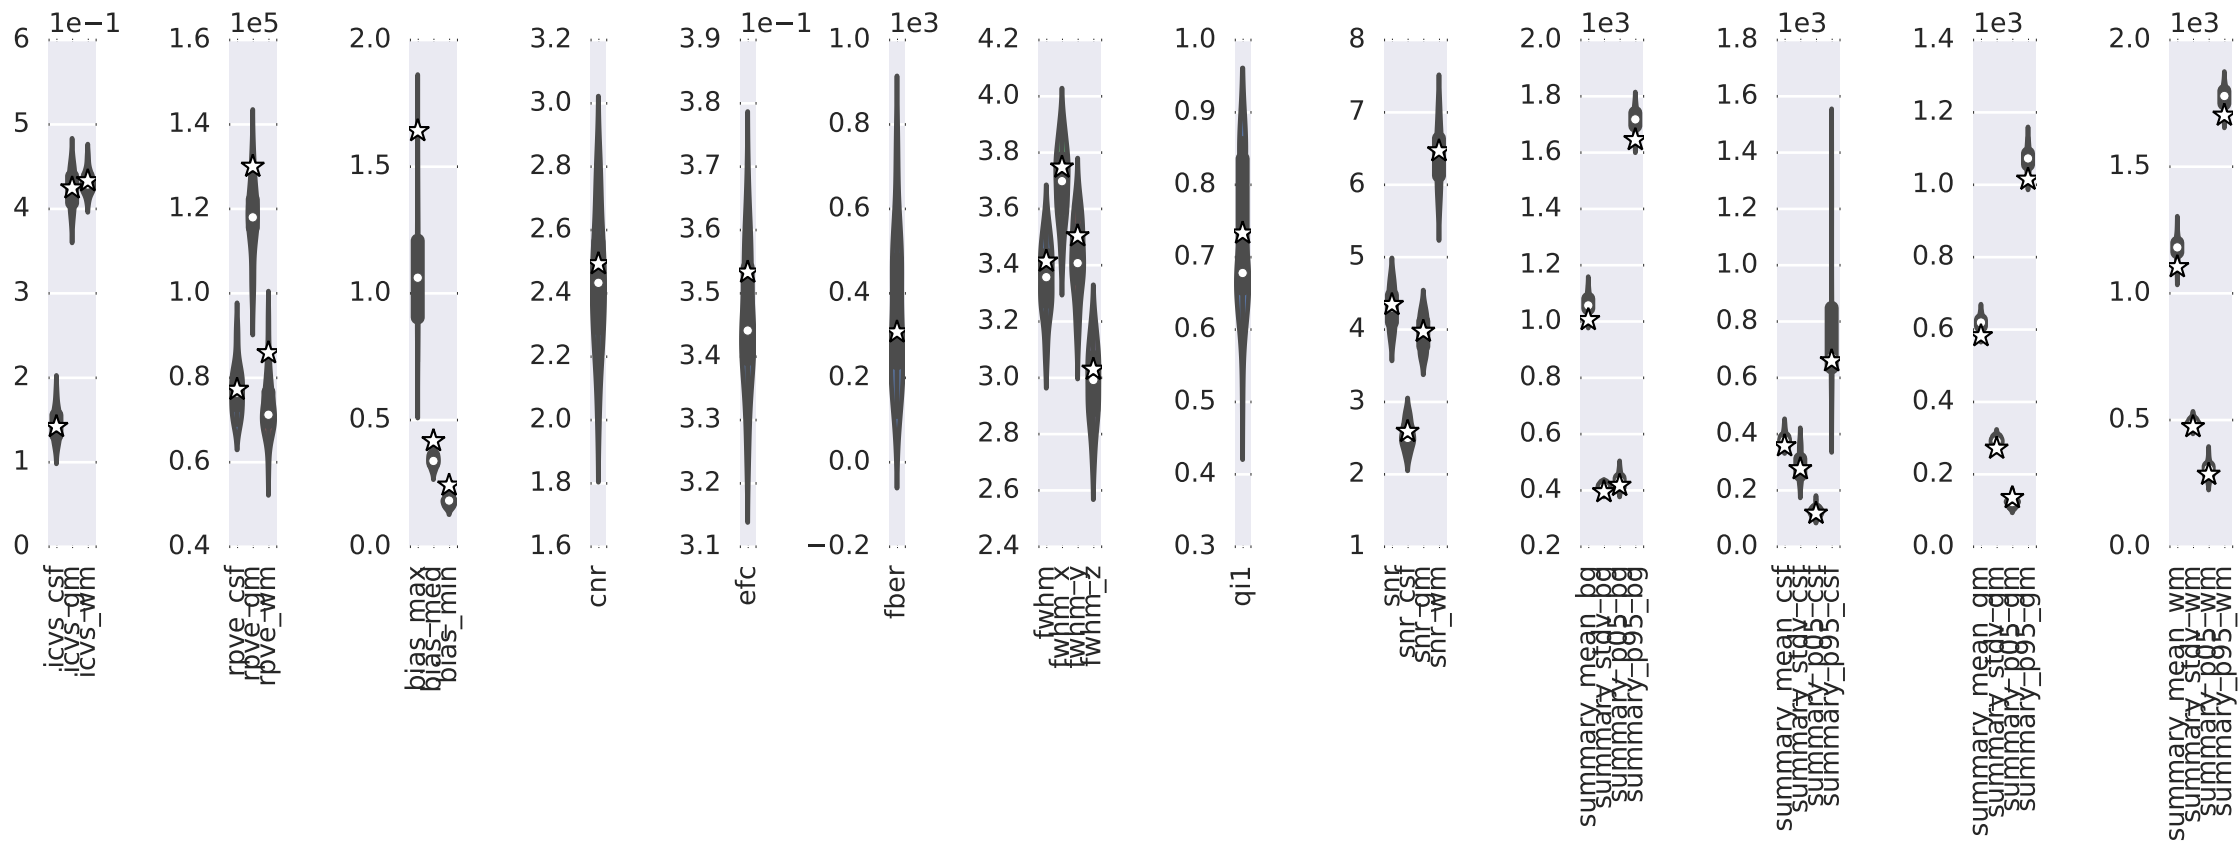 1e−1
6
5
4
3
2
1
0
icvs_csf
icvs_gm
icvs_wm
1e5
1.6
1.4
1.2
1.0
0.8
0.6
0.4
rpve_csf
rpve_gm
rpve_wm
2.0
1.5
1.0
0.5
0.0
bias_max
bias_med
bias_min
3.2
3.0
2.8
2.6
2.4
2.2
2.0
1.8
1.6
cnr
1e−1
3.9
3.8
3.7
3.6
3.5
3.4
3.3
3.2
3.1
efc
1e3
1.0
0.8
0.6
0.4
0.2
0.0
−0.2
fber
4.2
4.0
3.8
3.6
3.4
3.2
3.0
2.8
2.6
2.4
fwhm
fwhm_x
fwhm_y
fwhm_z
1.0
0.9
0.8
0.7
0.6
0.5
0.4
0.3
qi1
8
7
6
5
4
3
2
1
snr
snr_csf
snr_gm
snr_wm
1e3
2.0
1.8
1.6
1.4
1.2
1.0
0.8
0.6
0.4
0.2
summary_mean_bg
summary_stdv_bg
summary_p05_bg
summary_p95_bg
1e3
1.8
1.6
1.4
1.2
1.0
0.8
0.6
0.4
0.2
0.0
summary_mean_csf
summary_stdv_csf
summary_p05_csf
summary_p95_csf
1e3
1.4
1.2
1.0
0.8
0.6
0.4
0.2
0.0
summary_mean_gm
summary_stdv_gm
summary_p05_gm
summary_p95_gm
1e3
2.0
1.5
1.0
0.5
0.0
summary_mean_wm
summary_stdv_wm
summary_p05_wm
summary_p95_wm